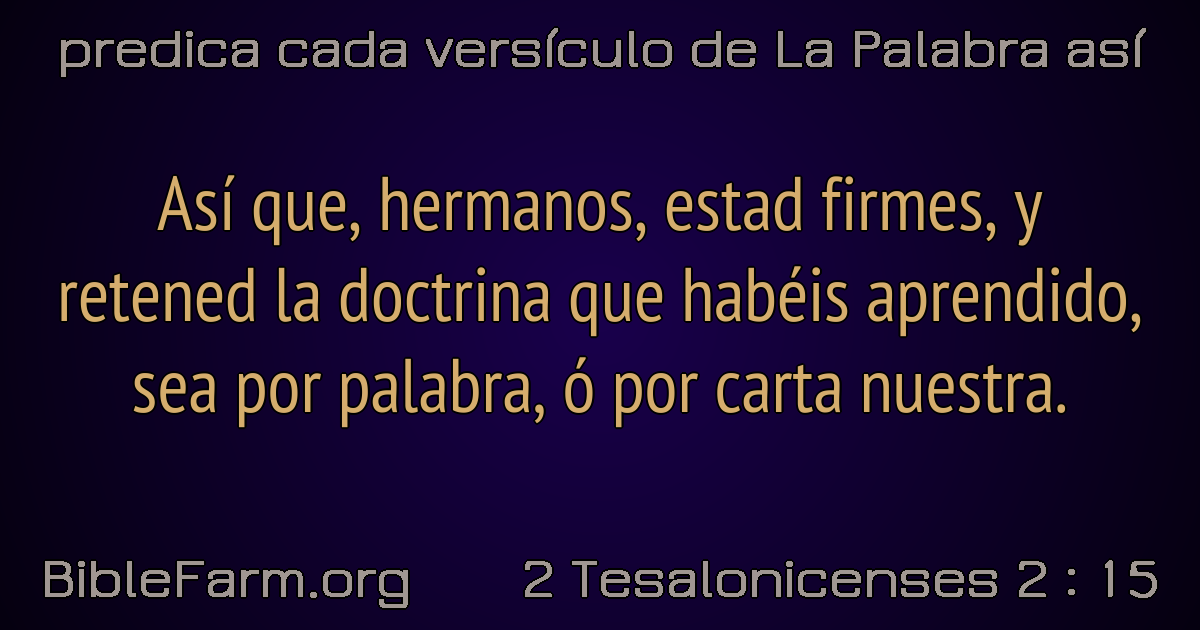 predica cada versículo de La Palabra así
Así que, hermanos, estad firmes, y
retened la doctrina que habéis aprendido,
sea por palabra, ó por carta nuestra.
BibleFarm.org 2 Tesalonicenses 2 : 15